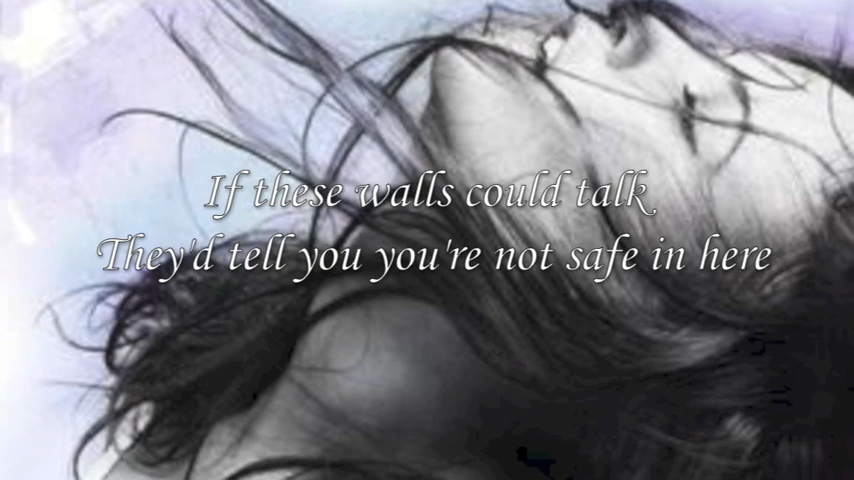 If these walls could talk
They'd tell you you're not safe in here